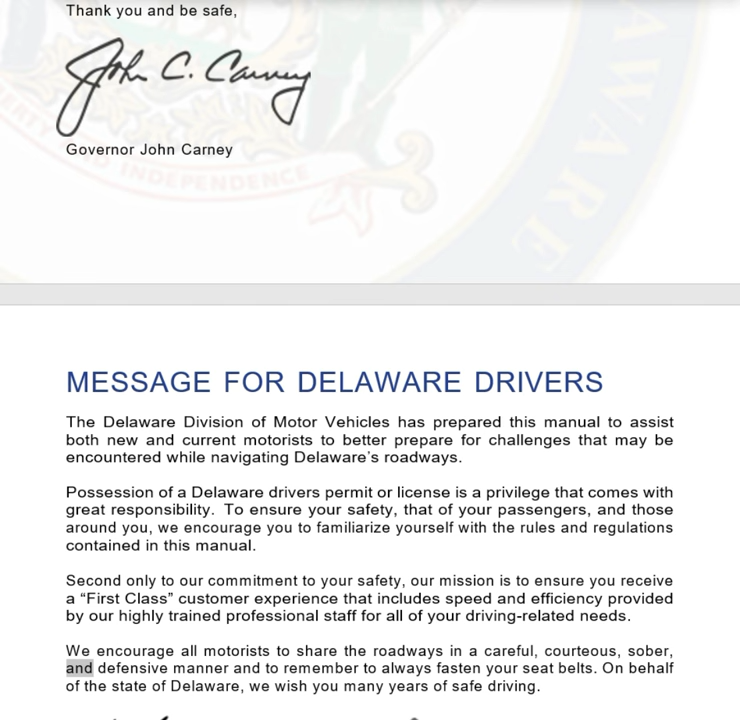 Thank you and be safe,
John C. Carney
Governor John Carney
INDEPENDENCE
AWARE
MESSAGE FOR DELAWARE DRIVERS
The Delaware Division of Motor Vehicles has prepared this manual to assist
both new and current motorists to better prepare for challenges that may be
encountered while navigating Delaware's roadways.
Possession of a Delaware drivers permit or license is a privilege that comes with
great responsibility. To ensure your safety, that of your passengers, and those
around you, we encourage you to familiarize yourself with the rules and regulations
contained in this manual.
Second only to our commitment to your safety, our mission is to ensure you receive
a “First Class” customer experience that includes speed and efficiency provided
by our highly trained professional staff for all of your driving-related needs.
We encourage all motorists to share the roadways in a careful, courteous, sober,
and defensive manner and to remember to always fasten your seat belts. On behalf
of the state of Delaware, we wish you many years of safe driving.